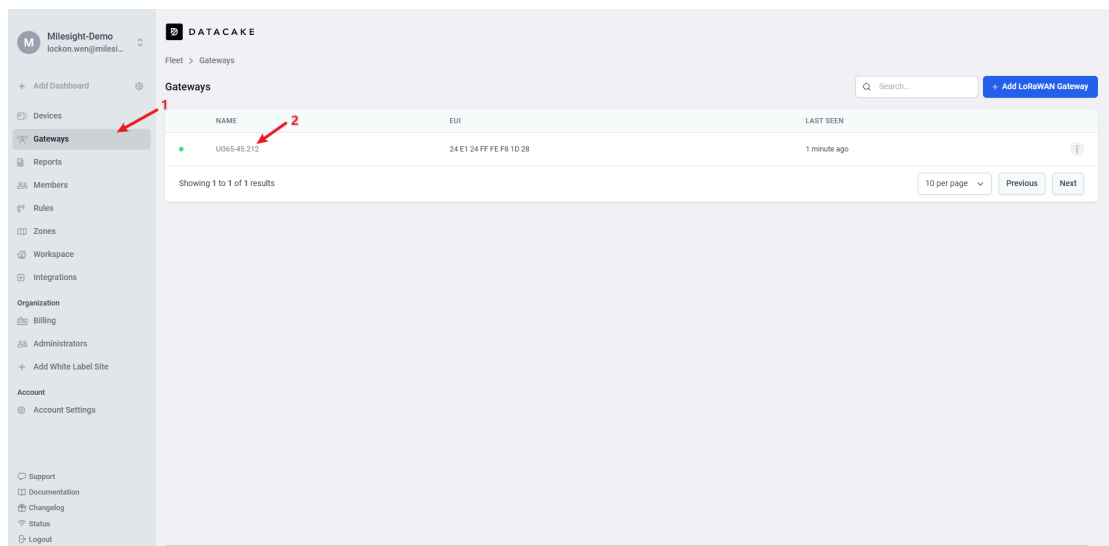 M
Milesight-Demo
lockon.wen@milesi...
+ Add Dashboard
Devices
Gateways
Reports
Members
Rules
Zones
Workspace
Integrations
Organization
Billing
Administrators
+ Add White Label Site
Account
Account Settings
Support
Documentation
Changelog
Status
Logout
DATACAKE
Fleet > Gateways
Gateways
Search...
+ Add LoRaWAN Gateway
1
2
NAME EUI LAST SEEN
UG65-45.212 24 E1 24 FF FE F8 1D 28 1 minute ago
Showing 1 to 1 of 1 results
10 per page
Previous
Next